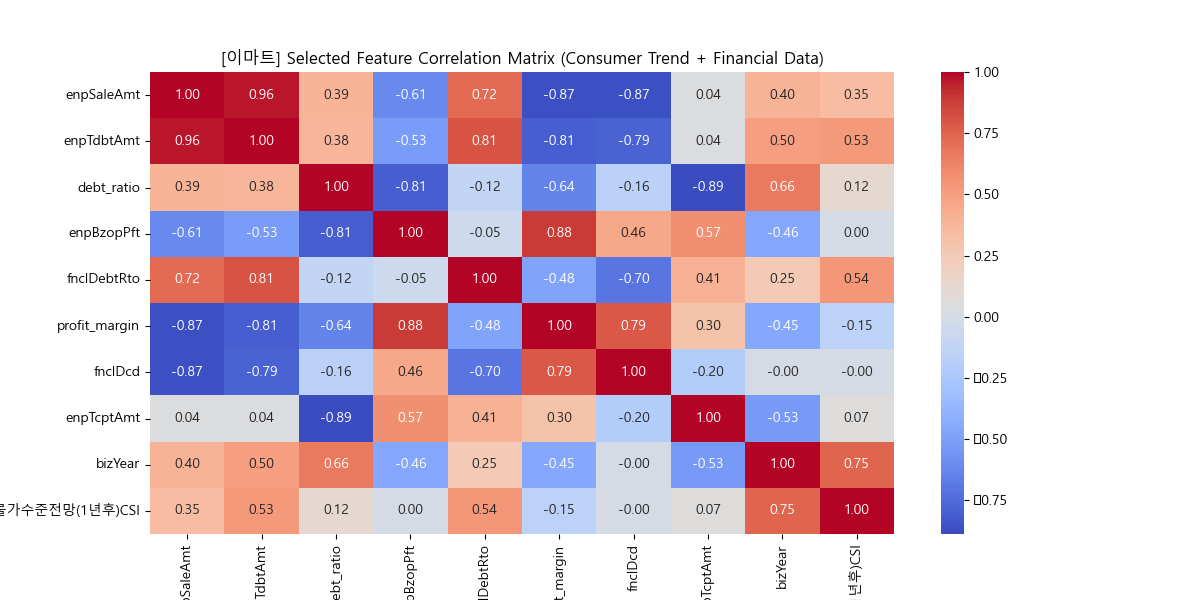 [이마트] Selected Feature Correlation Matrix (Consumer Trend + Financial Data)
enpSaleAmt 1.00 0.96 0.39 -0.61 0.72 -0.87 -0.87 0.04 0.40 0.35
enpTdbtAmt 0.96 1.00 0.38 -0.53 0.81 -0.81 -0.79 0.04 0.50 0.53
debt_ratio 0.39 0.38 1.00 -0.81 -0.12 -0.64 -0.16 -0.89 0.66 0.12
enpBzopPft -0.61 -0.53 -0.81 1.00 -0.05 0.88 0.46 0.57 -0.46 0.00
fnclDebtRto 0.72 0.81 -0.12 -0.05 1.00 -0.48 -0.70 0.41 0.25 0.54
profit_margin -0.87 -0.81 -0.64 0.88 -0.48 1.00 0.79 0.30 -0.45 -0.15
fnclDcd -0.87 -0.79 -0.16 0.46 -0.70 0.79 1.00 -0.20 -0.00 -0.00
enpTcptAmt 0.04 0.04 -0.89 0.57 0.41 0.30 -0.20 1.00 -0.53 0.07
bizYear 0.40 0.50 0.66 -0.46 0.25 -0.45 -0.00 -0.53 1.00 0.75
물가수준전망(1년후)CSI 0.35 0.53 0.12 0.00 0.54 -0.15 -0.00 0.07 0.75 1.00
pSaleAmt
TdbtAmt
ebt_ratio
pBzopPft
lDebtRto
t_margin
fnclDcd
pTcptAmt
bizYear
년후)CSI
1.00
0.75
0.50
0.25
0.00
▯0.25
▯0.50
▯0.75